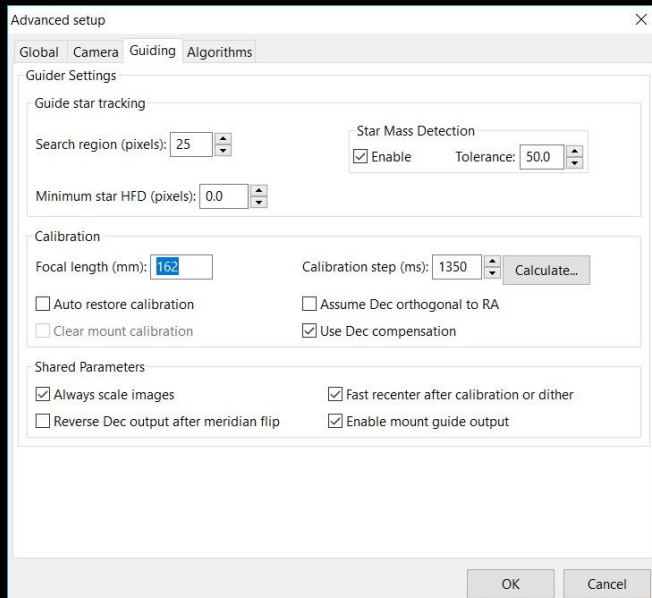 Advanced setup
Global Camera Guiding Algorithms
Guider Settings
Guide star tracking
Search region (pixels): 25
Star Mass Detection
Enable Tolerance: 50.0
Minimum star HFD (pixels): 0.0
Calibration
Focal length (mm): 162 Calibration step (ms): 1350 Calculate...
Auto restore calibration Assume Dec orthogonal to RA
Clear mount calibration Use Dec compensation
Shared Parameters
Always scale images Fast recenter after calibration or dither
Reverse Dec output after meridian flip Enable mount guide output
OK Cancel